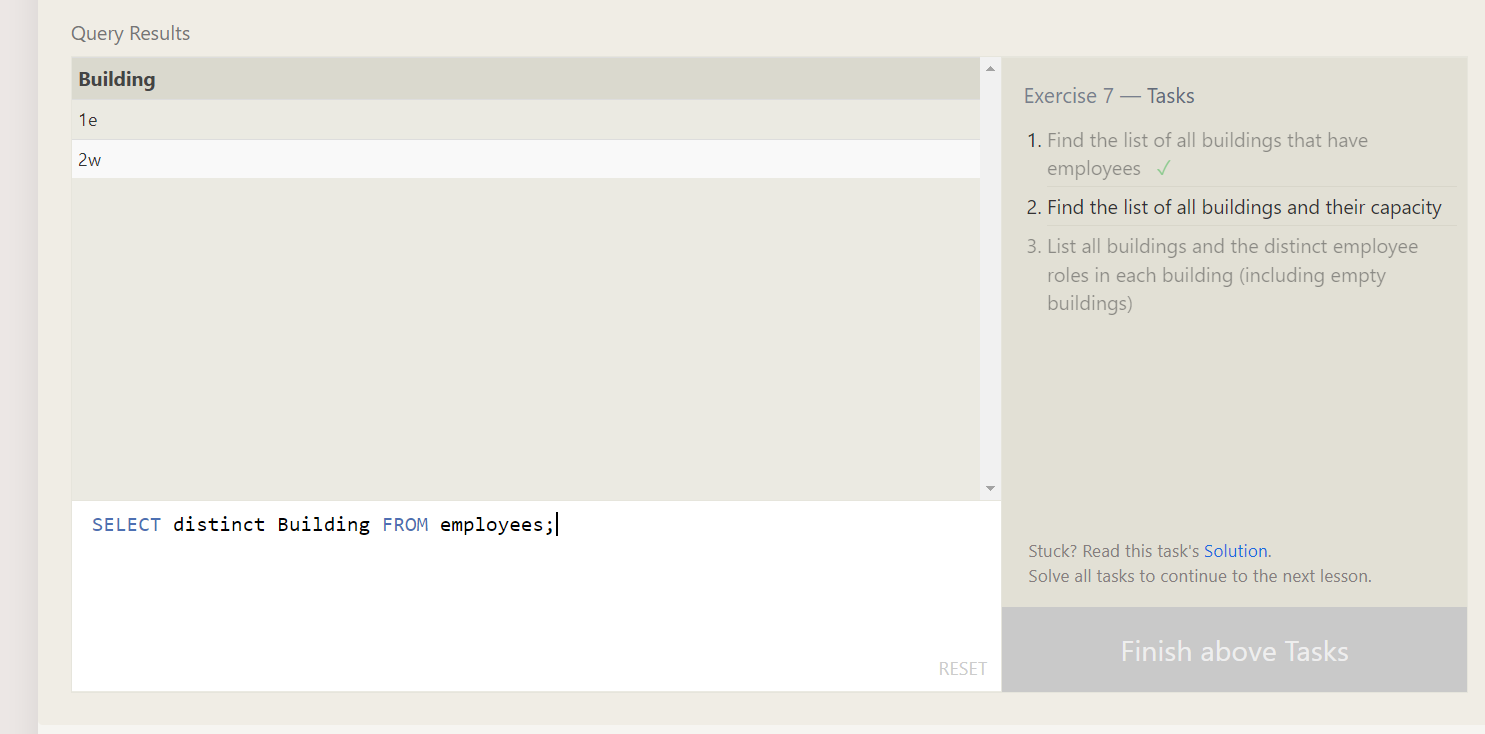 Query Results
Building
1e
2w
SELECT distinct Building FROM employees;
RESET
Exercise 7 — Tasks
1. Find the list of all buildings that have
employees ✓
2. Find the list of all buildings and their capacity
3. List all buildings and the distinct employee
roles in each building (including empty
buildings)
Stuck? Read this task's Solution.
Solve all tasks to continue to the next lesson.
Finish above Tasks